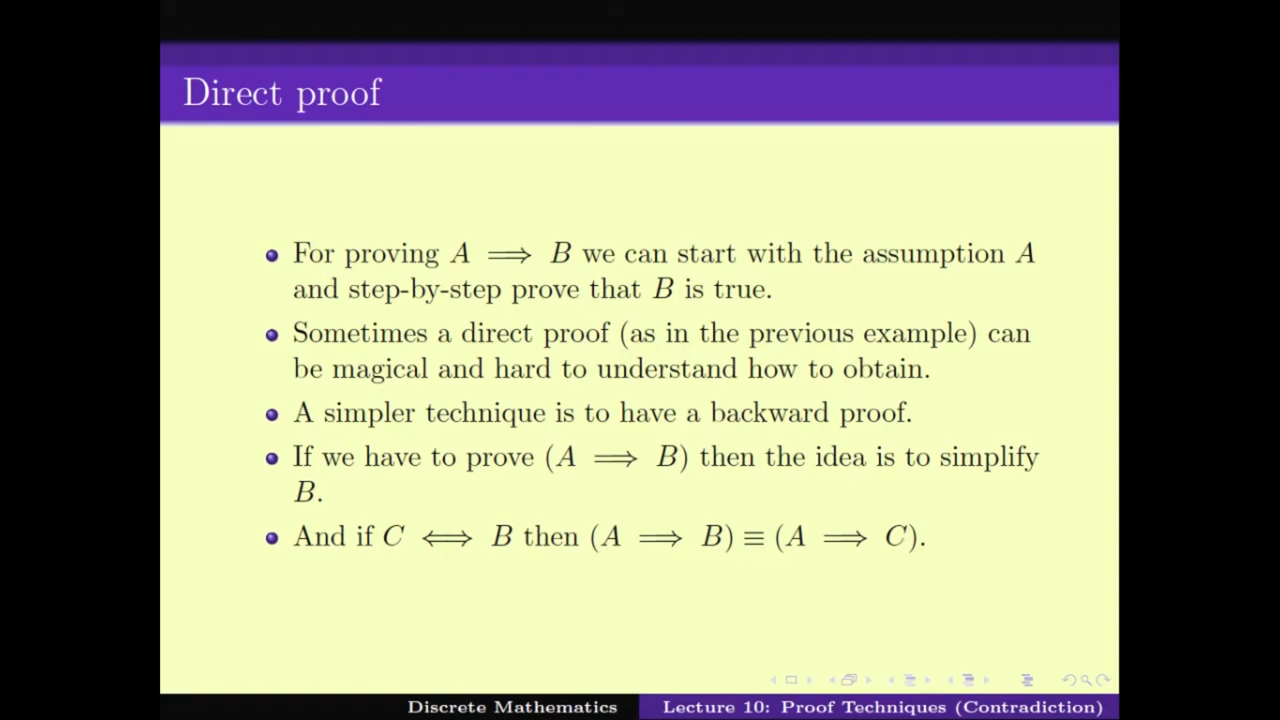 Direct proof
For proving A ⟹ B we can start with the assumption A
and step-by-step prove that B is true.
Sometimes a direct proof (as in the previous example) can
be magical and hard to understand how to obtain.
A simpler technique is to have a backward proof.
If we have to prove (A ⟹ B) then the idea is to simplify
B.
And if C ⟺ B then (A ⟹ B) ≡ (A ⟹ C).
Discrete Mathematics
Lecture 10: Proof Techniques (Contradiction)